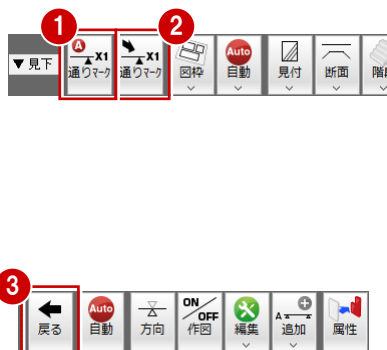 1
2
▼ 見下
A X1
通りマーク
X1
通りマーク
図枠
Auto
自動
見付
断面
3
戻る
Auto
自動
方向
ON/OFF
作図
編集
A
追加
属性